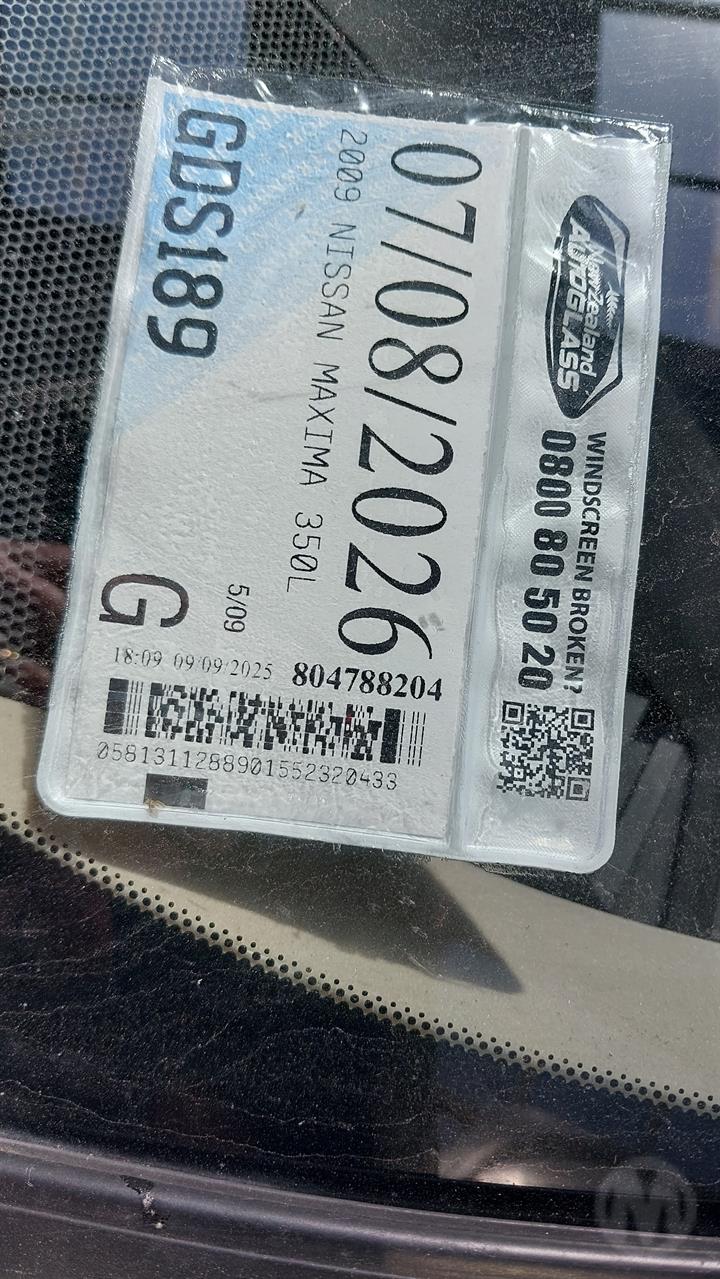 New Zealand
AUTOGLASS
WINDSCREEN BROKEN?
0800 80 50 20
07/08/2026
2009 NISSAN MAXIMA 350L
GDS189
5/09
G
18:09 09/09/2025 804788204
0581311288901552320433
M